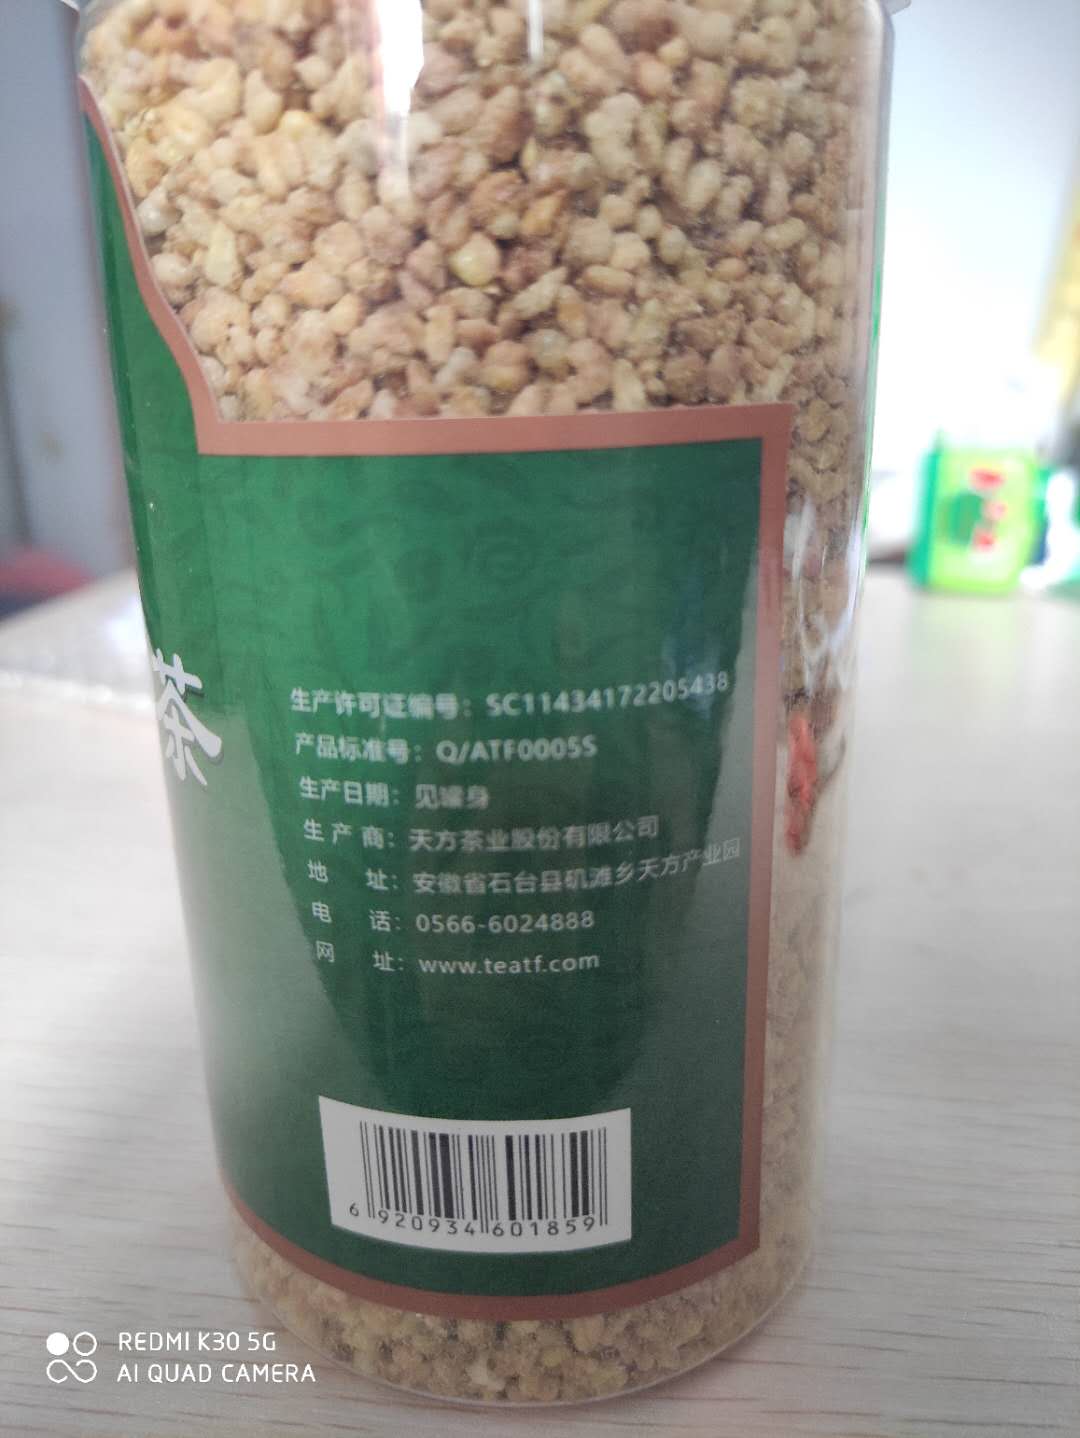 茶
生产许可证编号：SC11434172205438
产品标准号：Q/ATF0005S
生产日期：见罐身
生产商：天方茶业股份有限公司
地 址：安徽省石台县矶滩乡天方产业园
电 话：0566-6024888
网 址：www.teatf.com
6 920934 601859
REDMI K30 5G
AI QUAD CAMERA